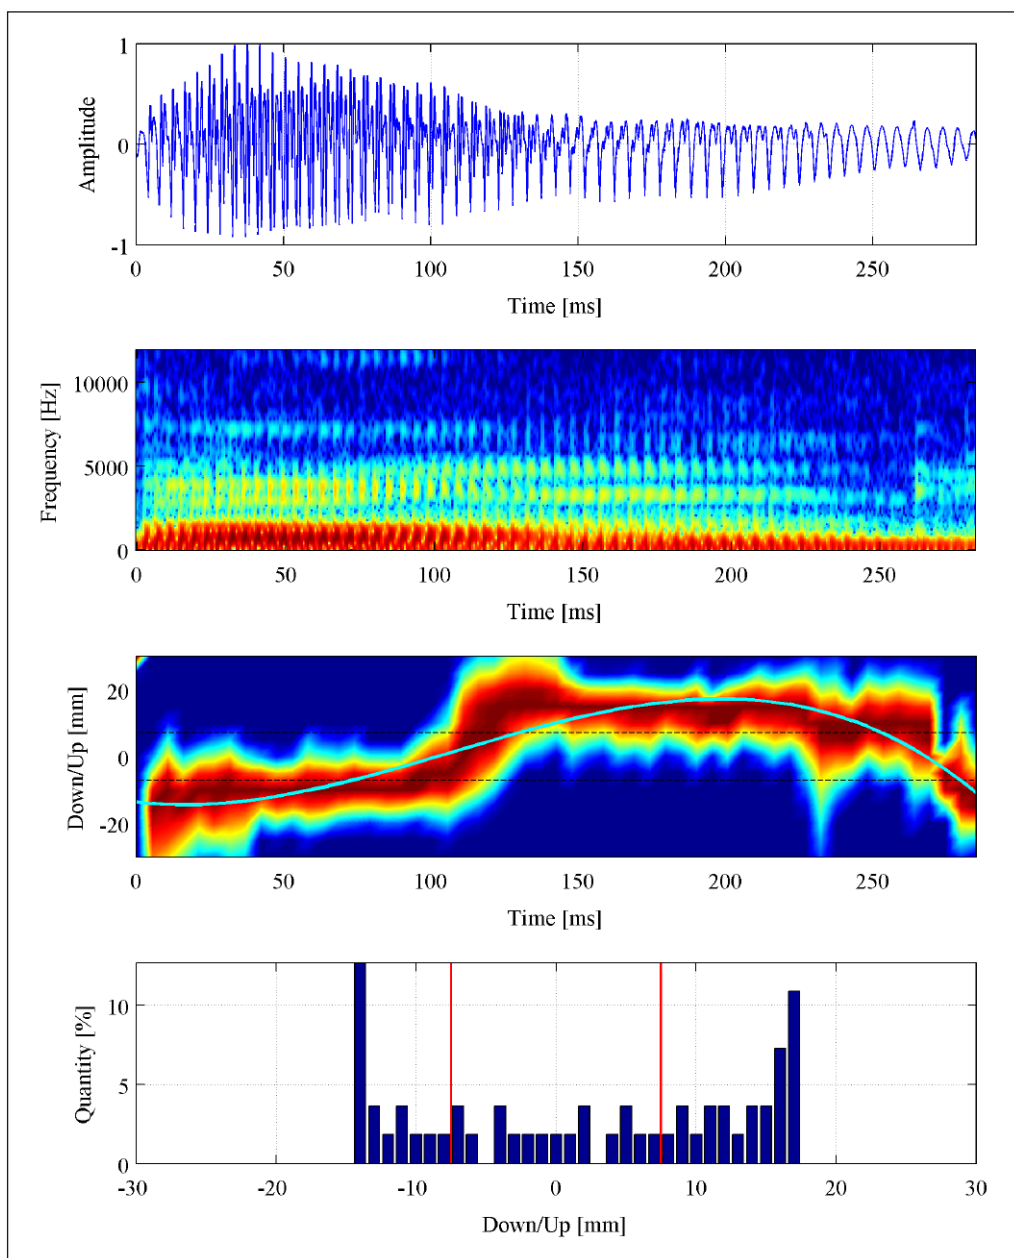 1
0
-1
Amplitude
0 50 100 150 200 250
Time [ms]
10000
5000
0
Frequency [Hz]
0 50 100 150 200 250
Time [ms]
20
0
-20
Down/Up [mm]
0 50 100 150 200 250
Time [ms]
10
5
0
Quantity [%]
-30 -20 -10 0 10 20 30
Down/Up [mm]